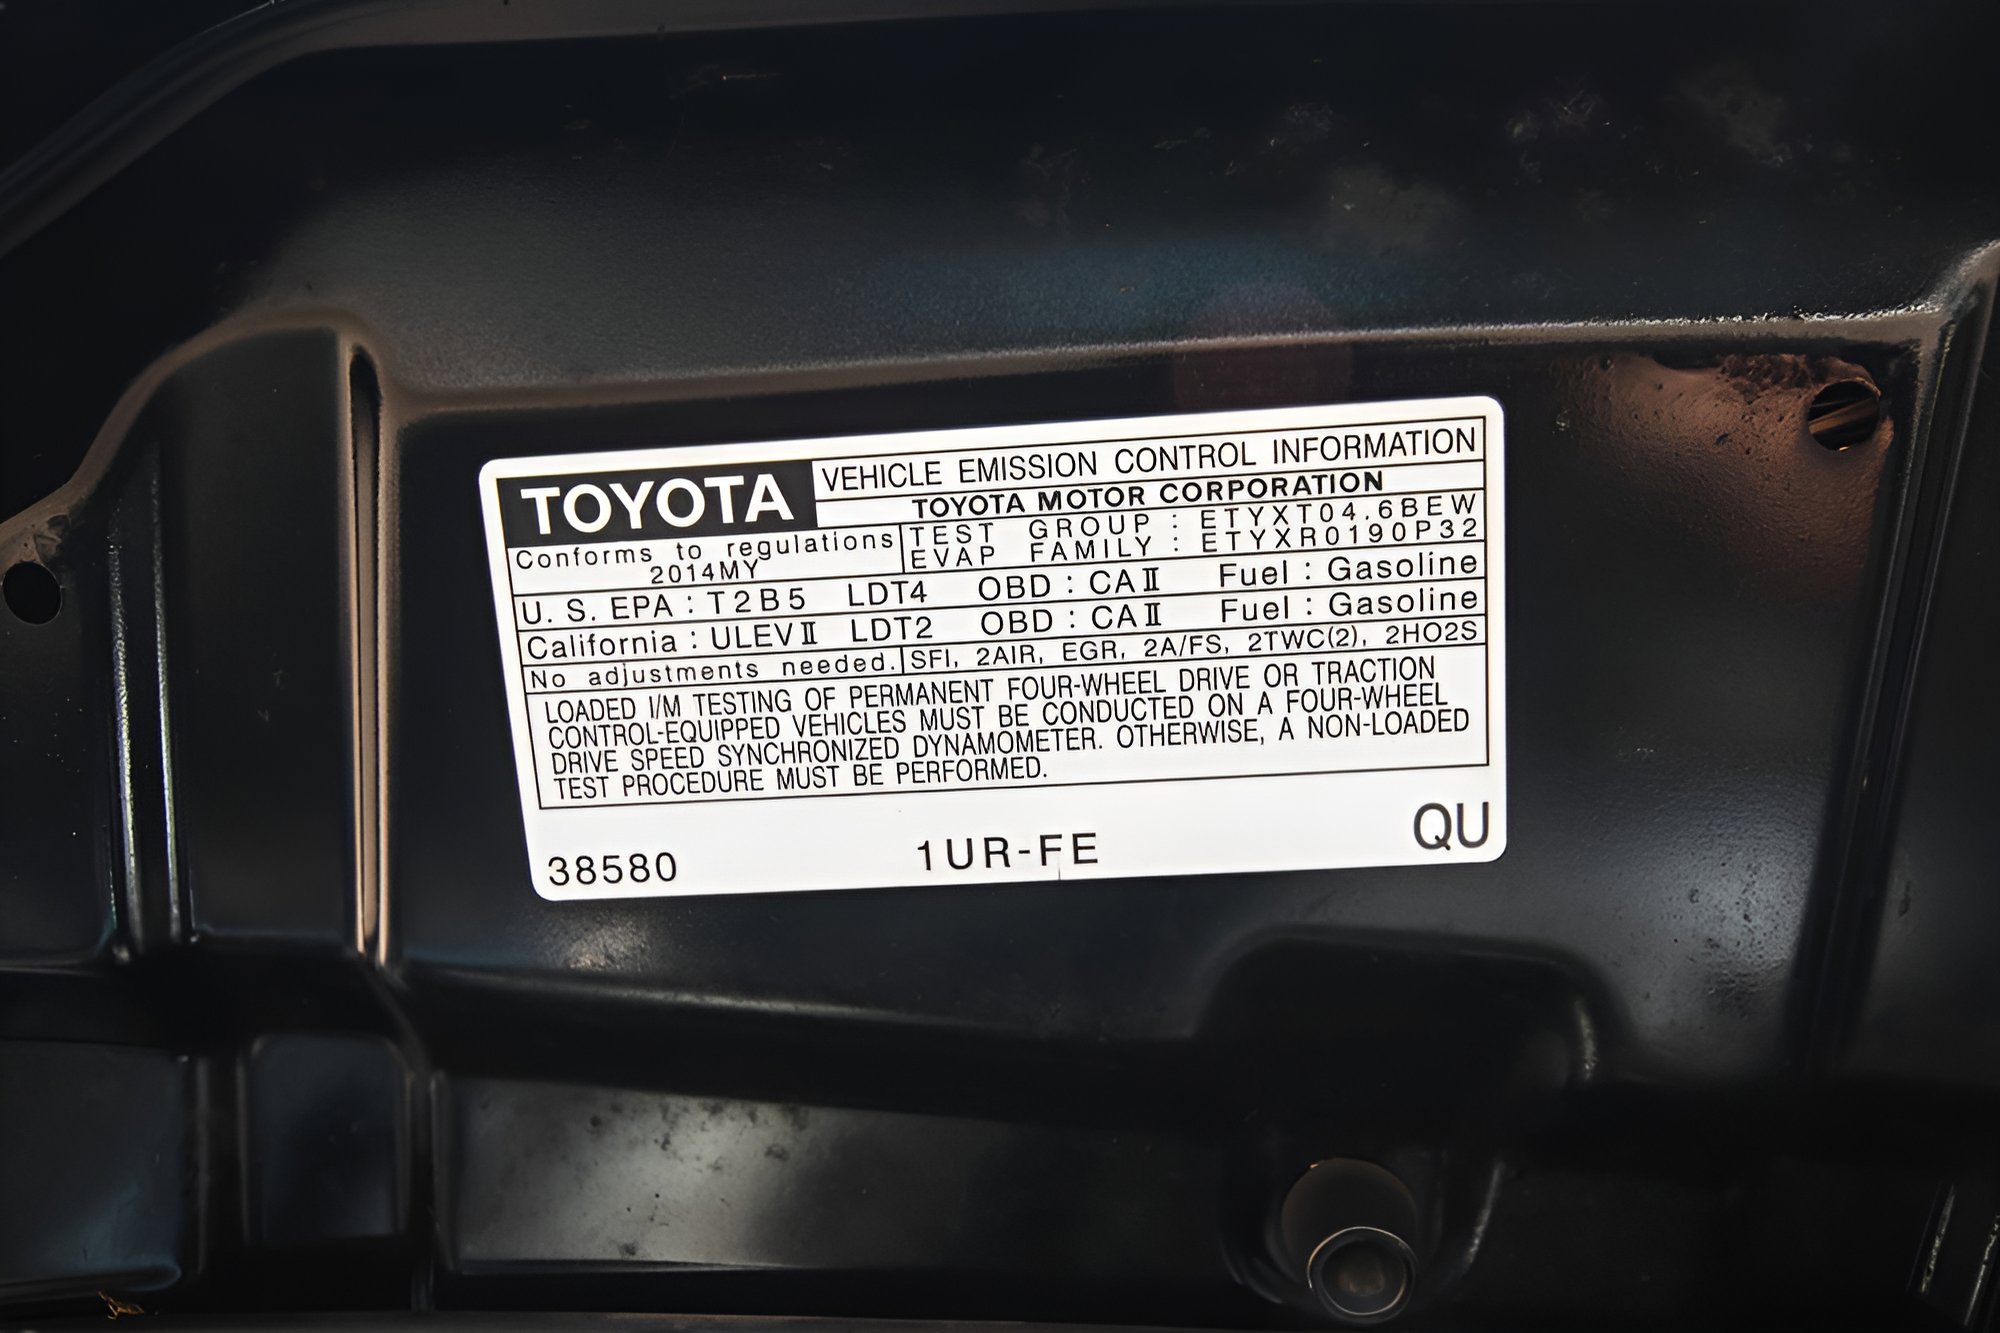 TOYOTA VEHICLE EMISSION CONTROL INFORMATION
TOYOTA MOTOR CORPORATION
Conforms to regulations
2014MY
TEST GROUP : ETYXT04.6BEW
EVAP FAMILY : ETYXR0190P32
U. S. EPA : T2B5 LDT4 OBD : CAⅡ Fuel : Gasoline
California : ULEVⅡ LDT2 OBD : CAⅡ Fuel : Gasoline
No adjustments needed. SFI, 2AIR, EGR, 2A/FS, 2TWC(2), 2HO2S
LOADED I/M TESTING OF PERMANENT FOUR-WHEEL DRIVE OR TRACTION
CONTROL-EQUIPPED VEHICLES MUST BE CONDUCTED ON A FOUR-WHEEL
DRIVE SPEED SYNCHRONIZED DYNAMOMETER. OTHERWISE, A NON-LOADED
TEST PROCEDURE MUST BE PERFORMED.
38580 1UR-FE QU